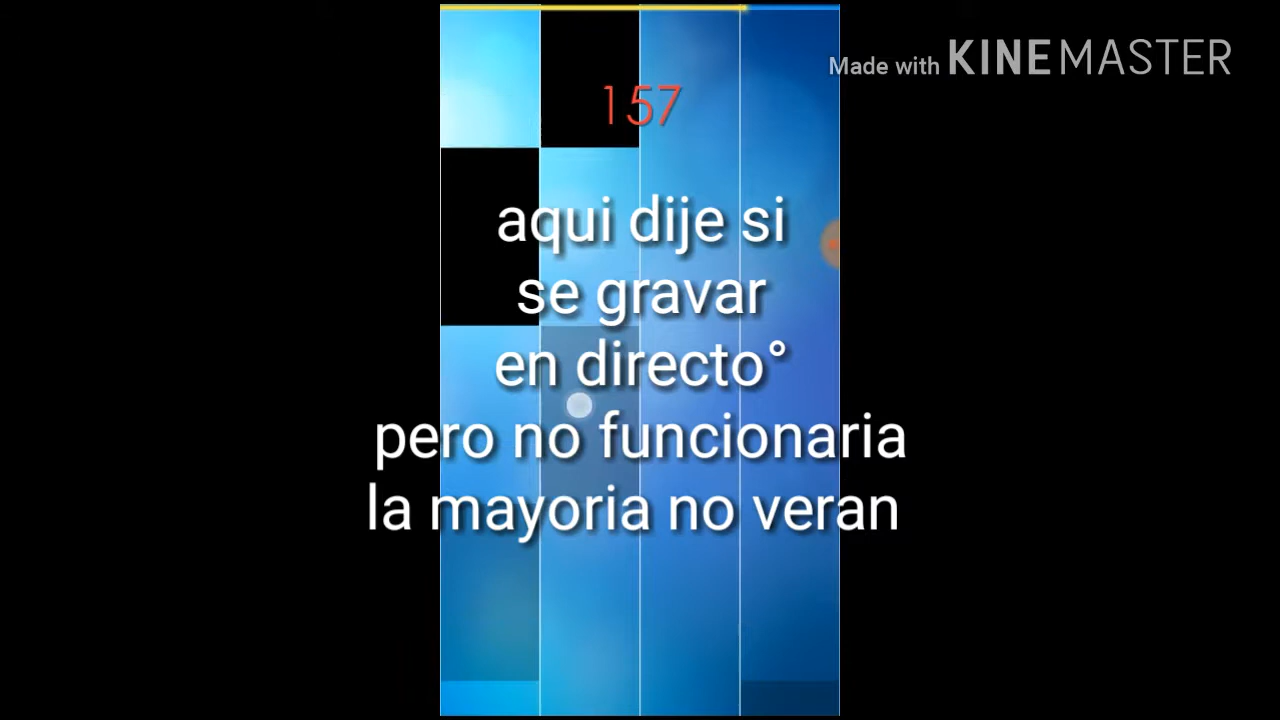 Made with KINEMASTER
157
aqui dije si
se gravar
en directo°
pero no funcionaria
la mayoria no veran